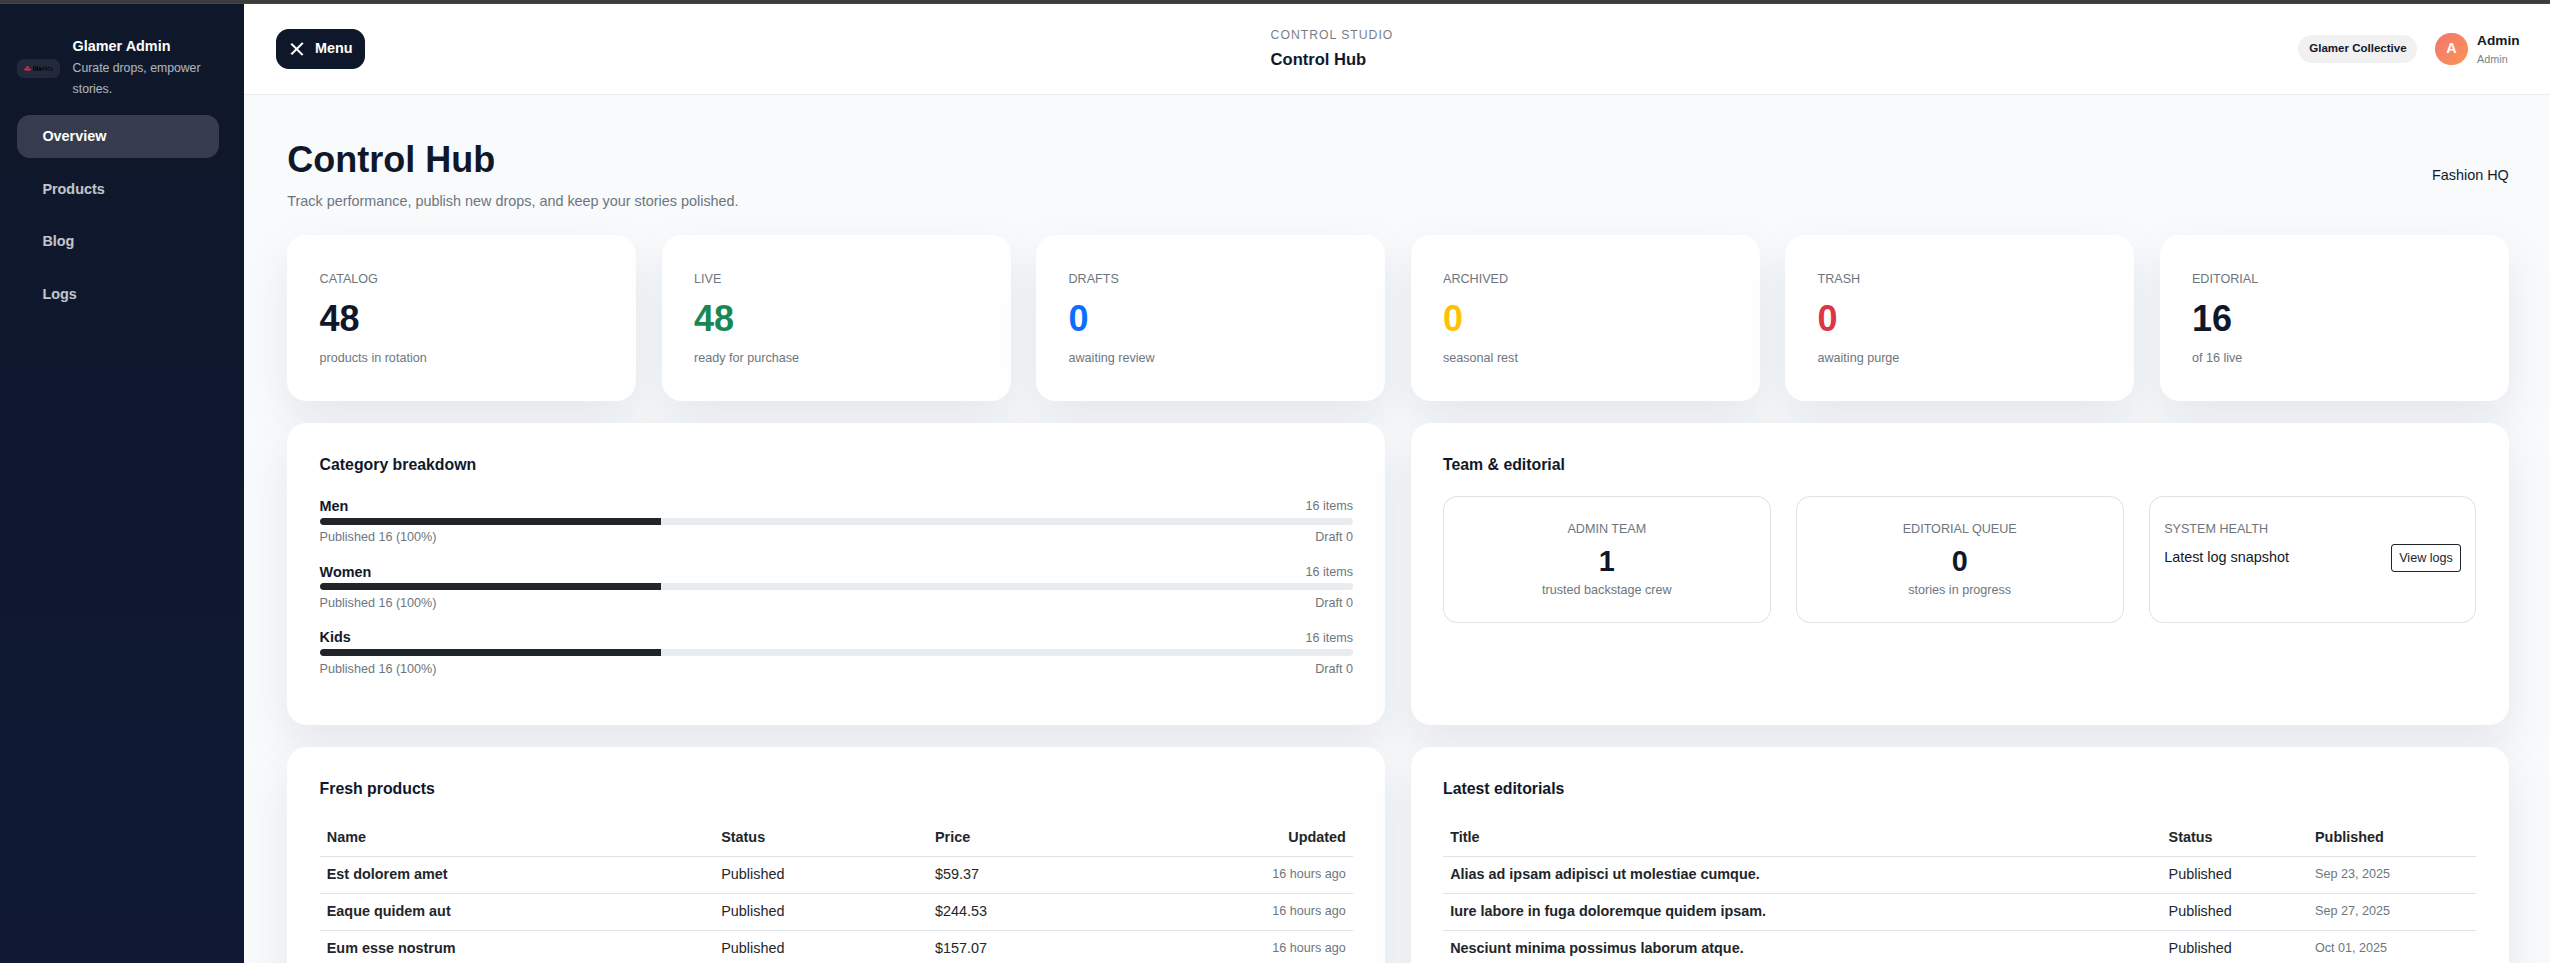 Glamer Admin
Curate drops, empower
stories.
Overview
Products
Blog
Logs
Menu
CONTROL STUDIO
Control Hub
Glamer Collective
A
Admin
Admin
Control Hub
Track performance, publish new drops, and keep your stories polished.
Fashion HQ
CATALOG
48
products in rotation
LIVE
48
ready for purchase
DRAFTS
0
awaiting review
ARCHIVED
0
seasonal rest
TRASH
0
awaiting purge
EDITORIAL
16
of 16 live
Category breakdown
Men 16 items
Published 16 (100%) Draft 0
Women 16 items
Published 16 (100%) Draft 0
Kids 16 items
Published 16 (100%) Draft 0
Team & editorial
ADMIN TEAM
1
trusted backstage crew
EDITORIAL QUEUE
0
stories in progress
SYSTEM HEALTH
Latest log snapshot View logs
Fresh products
Name Status Price Updated
Est dolorem amet Published $59.37 16 hours ago
Eaque quidem aut Published $244.53 16 hours ago
Eum esse nostrum Published $157.07 16 hours ago
Latest editorials
Title Status Published
Alias ad ipsam adipisci ut molestiae cumque. Published Sep 23, 2025
Iure labore in fuga doloremque quidem ipsam. Published Sep 27, 2025
Nesciunt minima possimus laborum atque. Published Oct 01, 2025